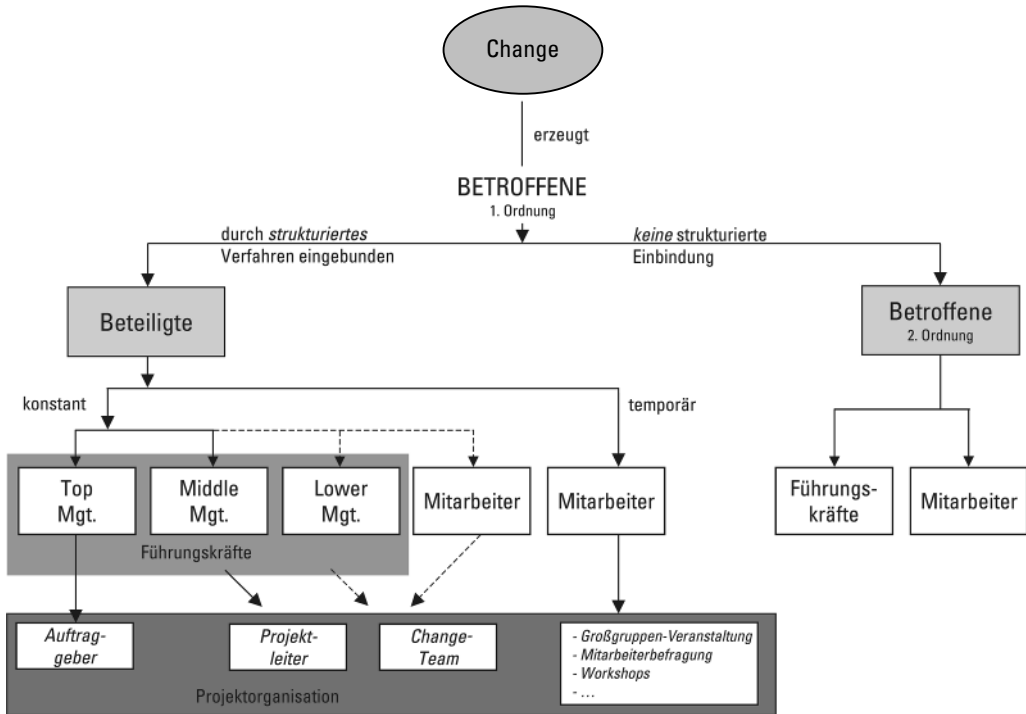 Change
erzeugt
BETROFFENE
1. Ordnung
durch strukturiertes
Verfahren eingebunden
keine strukturierte
Einbindung
Beteiligte
Betroffene
2. Ordnung
konstant
temporär
Top
Mgt.
Middle
Mgt.
Lower
Mgt.
Mitarbeiter
Mitarbeiter
Führungs-
kräfte
Mitarbeiter
Führungskräfte
Auftrag-
geber
Projekt-
leiter
Change-
Team
- Großgruppen-Veranstaltung
- Mitarbeiterbefragung
- Workshops
- ...
Projektorganisation